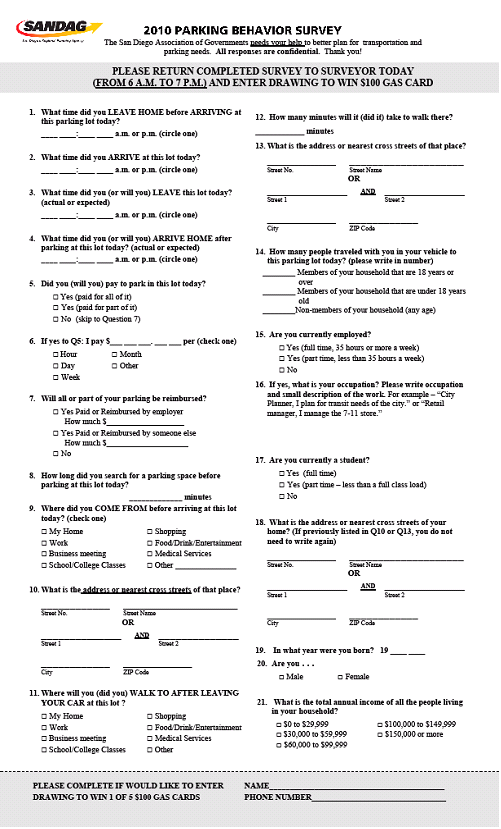 SANDAG
San Diego's Regional Planning Agency
2010 PARKING BEHAVIOR SURVEY
The San Diego Association of Governments needs your help to better plan for transportation and
parking needs. All responses are confidential. Thank you!
PLEASE RETURN COMPLETED SURVEY TO SURVEYOR TODAY
(FROM 6 A.M. TO 7 P.M.) AND ENTER DRAWING TO WIN $100 GAS CARD
1. What time did you LEAVE HOME before ARRIVING at
this parking lot today?
____ ____:____ ____ a.m. or p.m. (circle one)
2. What time did you ARRIVE at this lot today?
____ ____:____ ____ a.m. or p.m. (circle one)
3. What time did you (or will you) LEAVE this lot today?
(actual or expected)
____ ____:____ ____ a.m. or p.m. (circle one)
4. What time did you (or will you) ARRIVE HOME after
parking at this lot today? (actual or expected)
____ ____:____ ____ a.m. or p.m. (circle one)
5. Did you (will you) pay to park in this lot today?
□ Yes (paid for all of it)
□ Yes (paid for part of it)
□ No (skip to Question 7)
6. If yes to Q5: I pay $___ ___ ___. ___ ___ per (check one)
□ Hour □ Month
□ Day □ Other
□ Week
7. Will all or part of your parking be reimbursed?
□ Yes Paid or Reimbursed by employer
How much $__________________
□ Yes Paid or Reimbursed by someone else
How much $__________________
□ No
8. How long did you search for a parking space before
parking at this lot today?
____________ minutes
9. Where did you COME FROM before arriving at this lot
today? (check one)
□ My Home □ Shopping
□ Work □ Food/Drink/Entertainment
□ Business meeting □ Medical Services
□ School/College Classes □ Other ______________
10. What is the address or nearest cross streets of that place?
Street No. Street Name
OR
AND
Street 1 Street 2
City ZIP Code
11. Where will you (did you) WALK TO AFTER LEAVING
YOUR CAR at this lot ?
□ My Home □ Shopping
□ Work □ Food/Drink/Entertainment
□ Business meeting □ Medical Services
□ School/College Classes □ Other
12. How many minutes will it (did it) take to walk there?
___________ minutes
13. What is the address or nearest cross streets of that place?
Street No. Street Name
OR
AND
Street 1 Street 2
City ZIP Code
14. How many people traveled with you in your vehicle to
this parking lot today? (please write in number)
________ Members of your household that are 18 years or
over
________ Members of your household that are under 18 years
old
________Non-members of your household (any age)
15. Are you currently employed?
□ Yes (full time, 35 hours or more a week)
□ Yes (part time, less than 35 hours a week)
□ No
16. If yes, what is your occupation? Please write occupation
and small description of the work. For example – “City
Planner, I plan for transit needs of the city.” or “Retail
manager, I manage the 7-11 store.”
17. Are you currently a student?
□ Yes (full time)
□ Yes (part time – less than a full class load)
□ No
18. What is the address or nearest cross streets of your
home? (If previously listed in Q10 or Q13, you do not
need to write again)
Street No. Street Name
OR
AND
Street 1 Street 2
City ZIP Code
19. In what year were you born? 19 ____ ____
20. Are you . . .
□ Male □ Female
21. What is the total annual income of all the people living
in your household?
□ $0 to $29,999 □ $100,000 to $149,999
□ $30,000 to $59,999 □ $150,000 or more
□ $60,000 to $99,999
PLEASE COMPLETE IF WOULD LIKE TO ENTER NAME________________________
DRAWING TO WIN 1 OF 5 $100 GAS CARDS PHONE NUMBER________________________